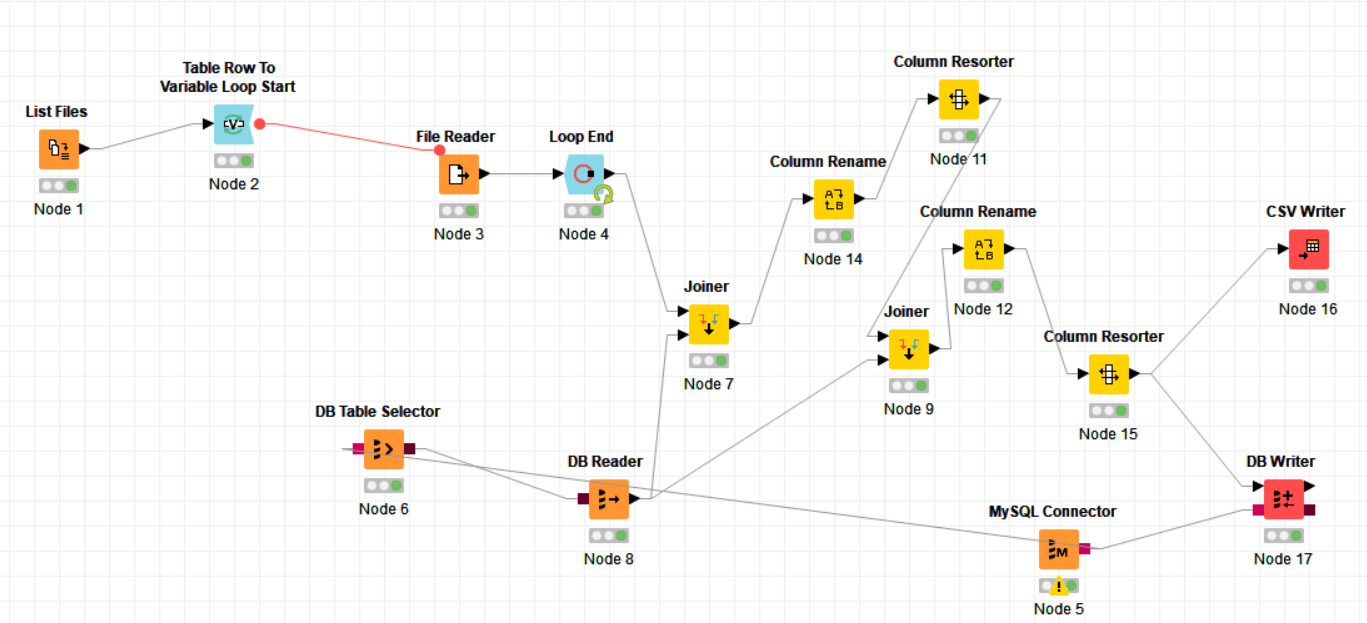 List Files
Node 1
Table Row To
Variable Loop Start
Node 2
File Reader
Node 3
Loop End
Node 4
Joiner
Node 7
Column Rename
Node 14
Column Resorter
Node 11
Joiner
Node 9
Column Rename
Node 12
Column Resorter
Node 15
CSV Writer
Node 16
DB Table Selector
Node 6
DB Reader
Node 8
MySQL Connector
M
Node 5
DB Writer
Node 17